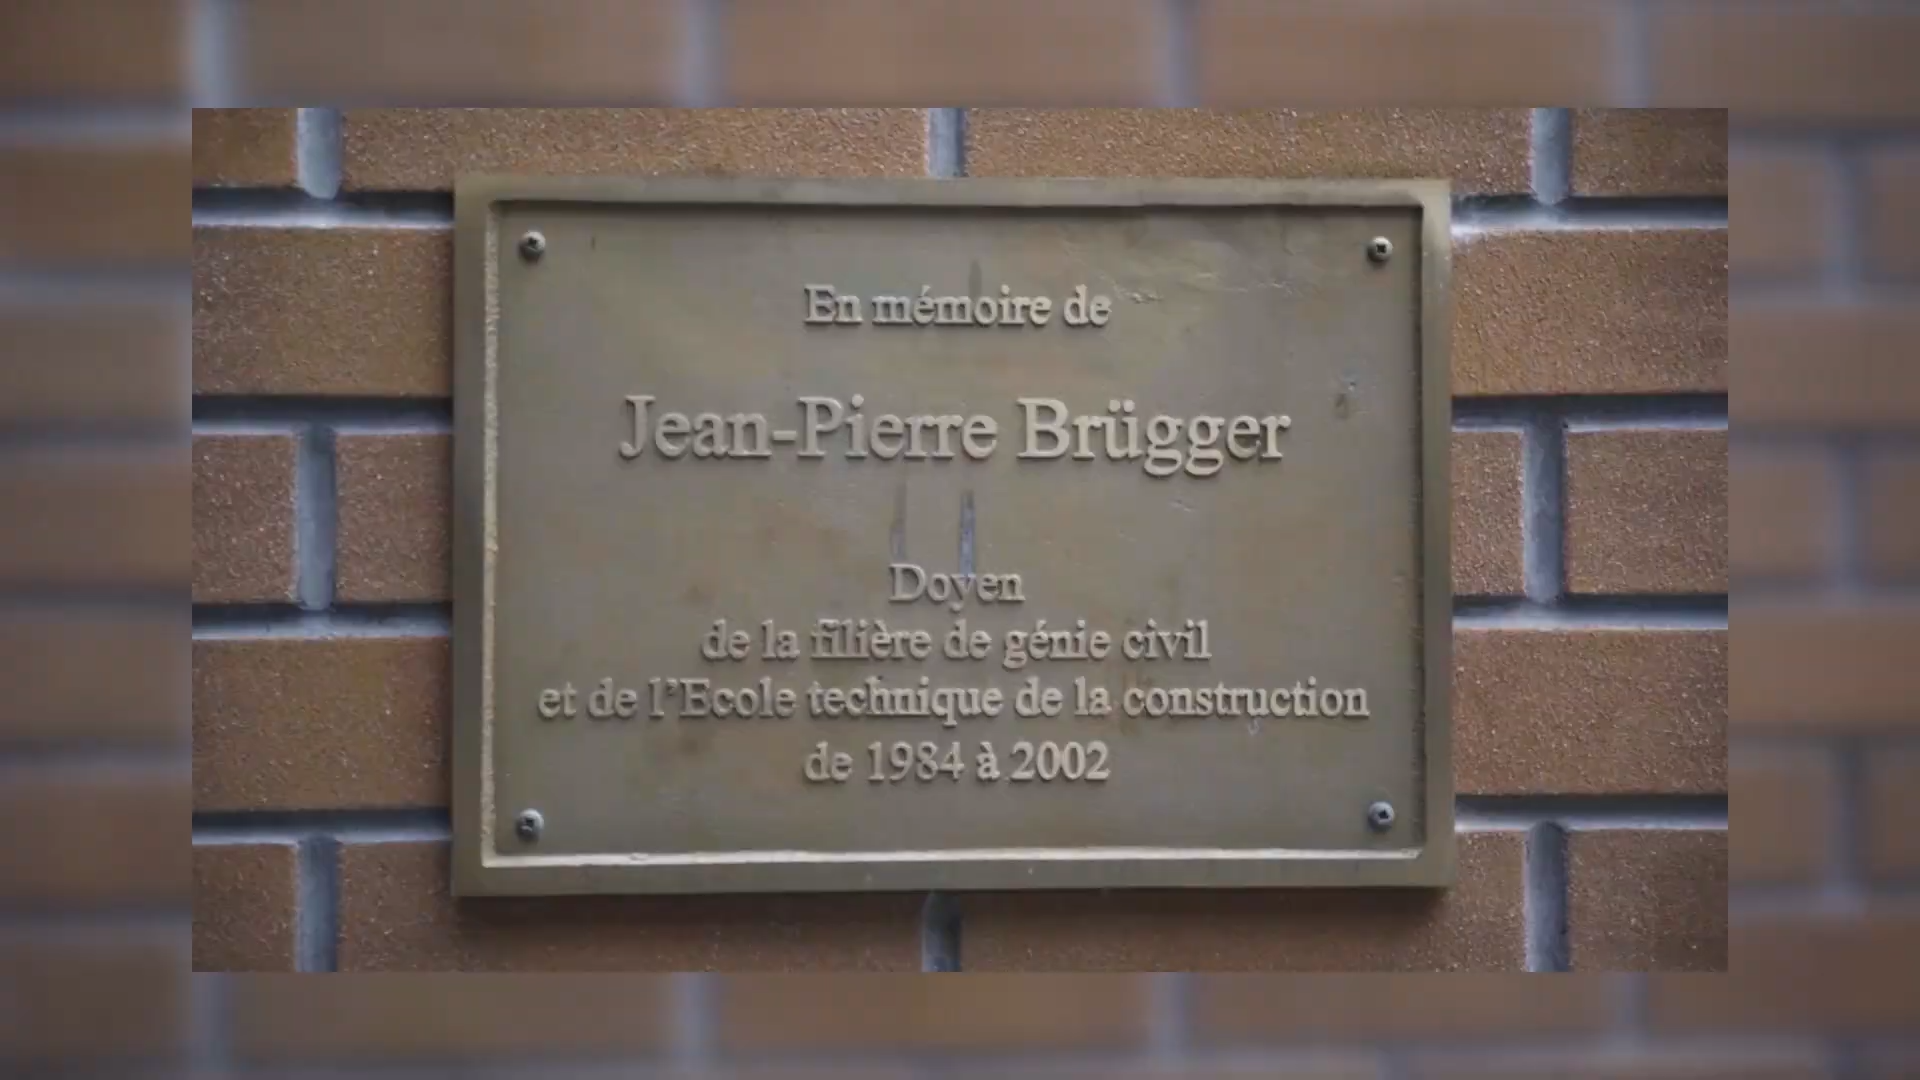 En mémoire de
Jean-Pierre Brügger
Doyen
de la filière de génie civil
et de l'Ecole technique de la construction
de 1984 à 2002